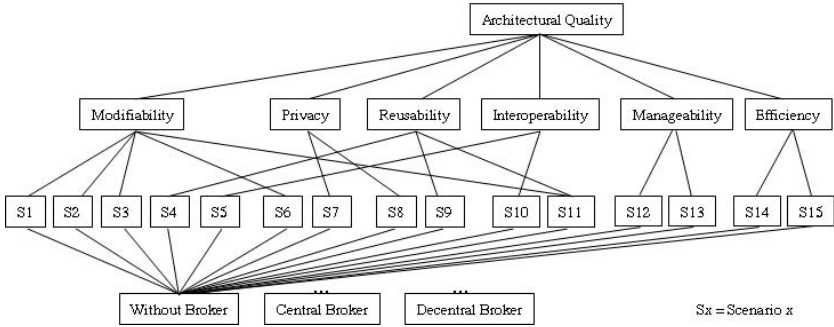 Architectural Quality
Modifiability Privacy Reusability Interoperability Manageability Efficiency
S1 S2 S3 S4 S5 S6 S7 S8 S9 S10 S11 S12 S13 S14 S15
... ...
Without Broker Central Broker Decentral Broker Sx = Scenario x